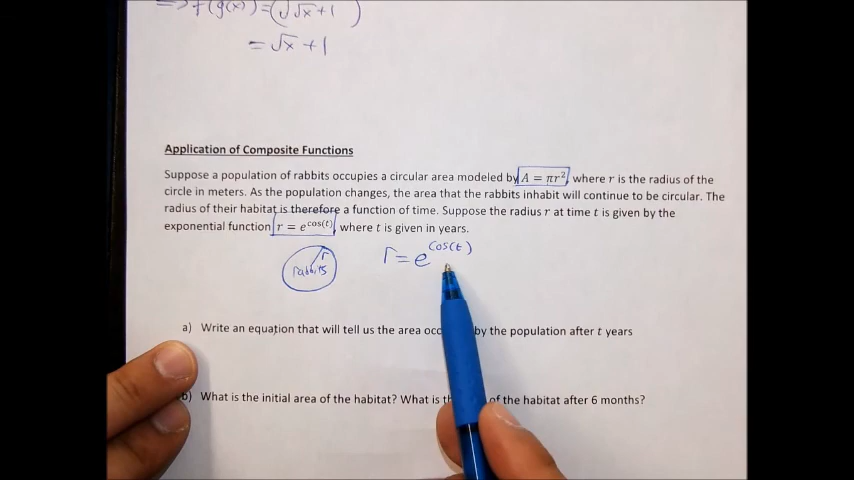 => f(g(x)) = (√√x+1 )
= √x + 1
Application of Composite Functions
Suppose a population of rabbits occupies a circular area modeled by A = πr², where r is the radius of the
circle in meters. As the population changes, the area that the rabbits inhabit will continue to be circular. The
radius of their habitat is therefore a function of time. Suppose the radius r at time t is given by the
exponential function r = e^cos(t), where t is given in years.
r
rabbits
r = e^cos(t)
a) Write an equation that will tell us the area occ by the population after t years
b) What is the initial area of the habitat? What is th of the habitat after 6 months?